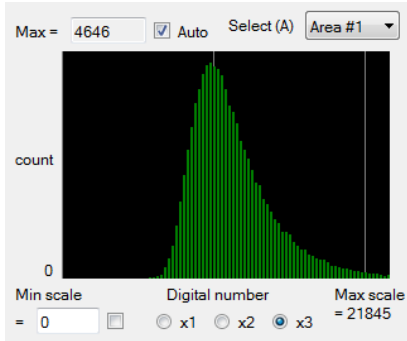 Max = 4646 Auto Select (A) Area #1
count
0
Min scale Digital number Max scale
= 0 x1 x2 x3 = 21845